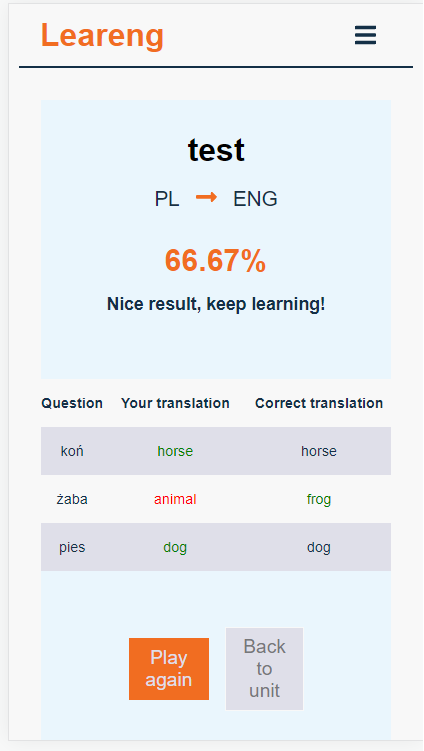 Leareng
test
PL ENG
66.67%
Nice result, keep learning!
Question Your translation Correct translation
koń horse horse
żaba animal frog
pies dog dog
Play
again
Back
to
unit